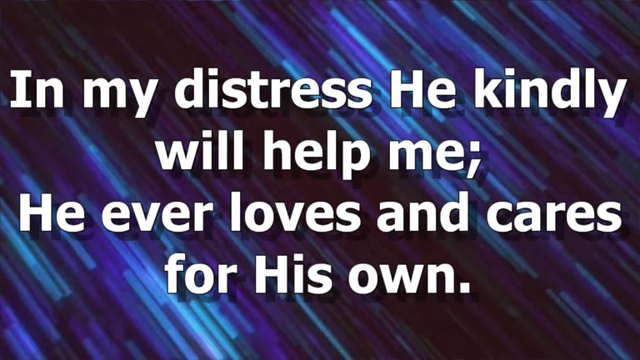 In my distress He kindly
will help me;
He ever loves and cares
for His own.